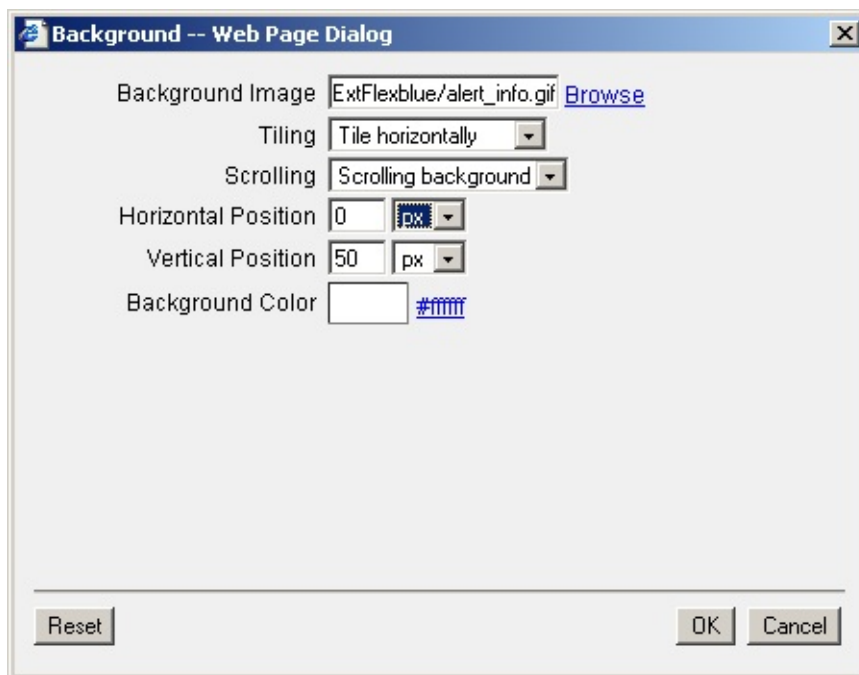 Background -- Web Page Dialog
Background Image ExtFlexblue/alert_info.gif Browse
Tiling Tile horizontally
Scrolling Scrolling background
Horizontal Position 0 px
Vertical Position 50 px
Background Color #ffffff
Reset OK Cancel